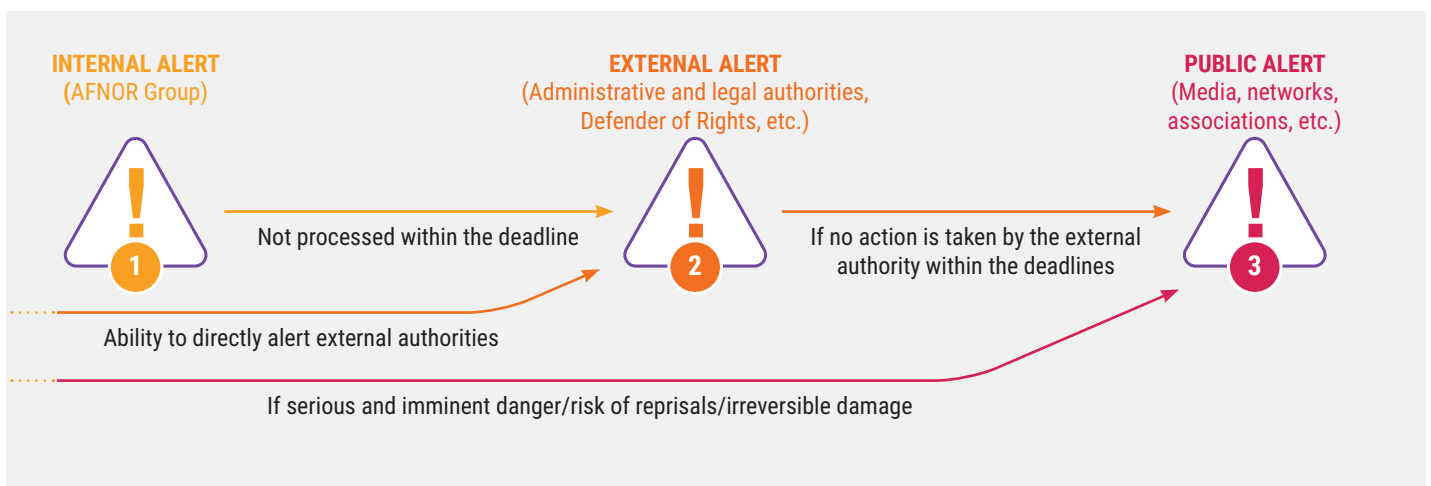 INTERNAL ALERT
(AFNOR Group)
EXTERNAL ALERT
(Administrative and legal authorities,
Defender of Rights, etc.)
PUBLIC ALERT
(Media, networks,
associations, etc.)
!
1
Not processed within the deadline
!
2
If no action is taken by the external
authority within the deadlines
!
3
Ability to directly alert external authorities
If serious and imminent danger/risk of reprisals/irreversible damage